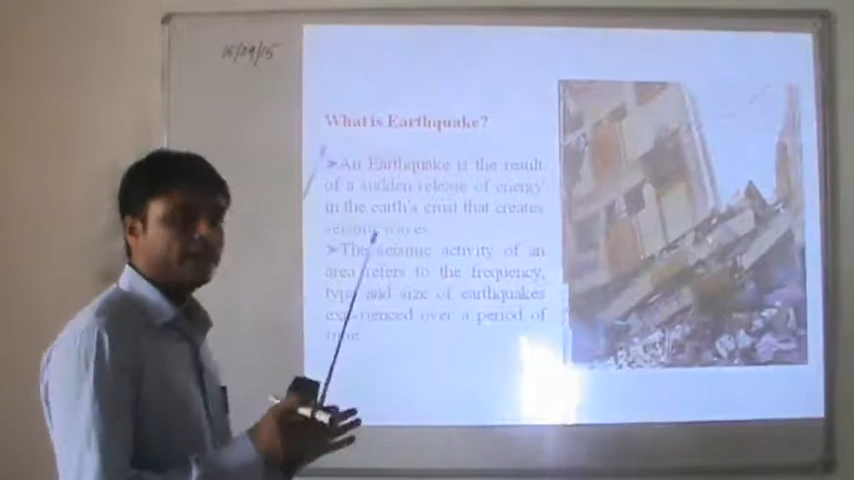 15/09/15
What is Earthquake?
➤An Earthquake is the result
of a sudden release of energy
in the earth's crust that creates
seismic waves
➤The seismic activity of an
area refers to the frequency,
type and size of earthquakes
experienced over a period of
time